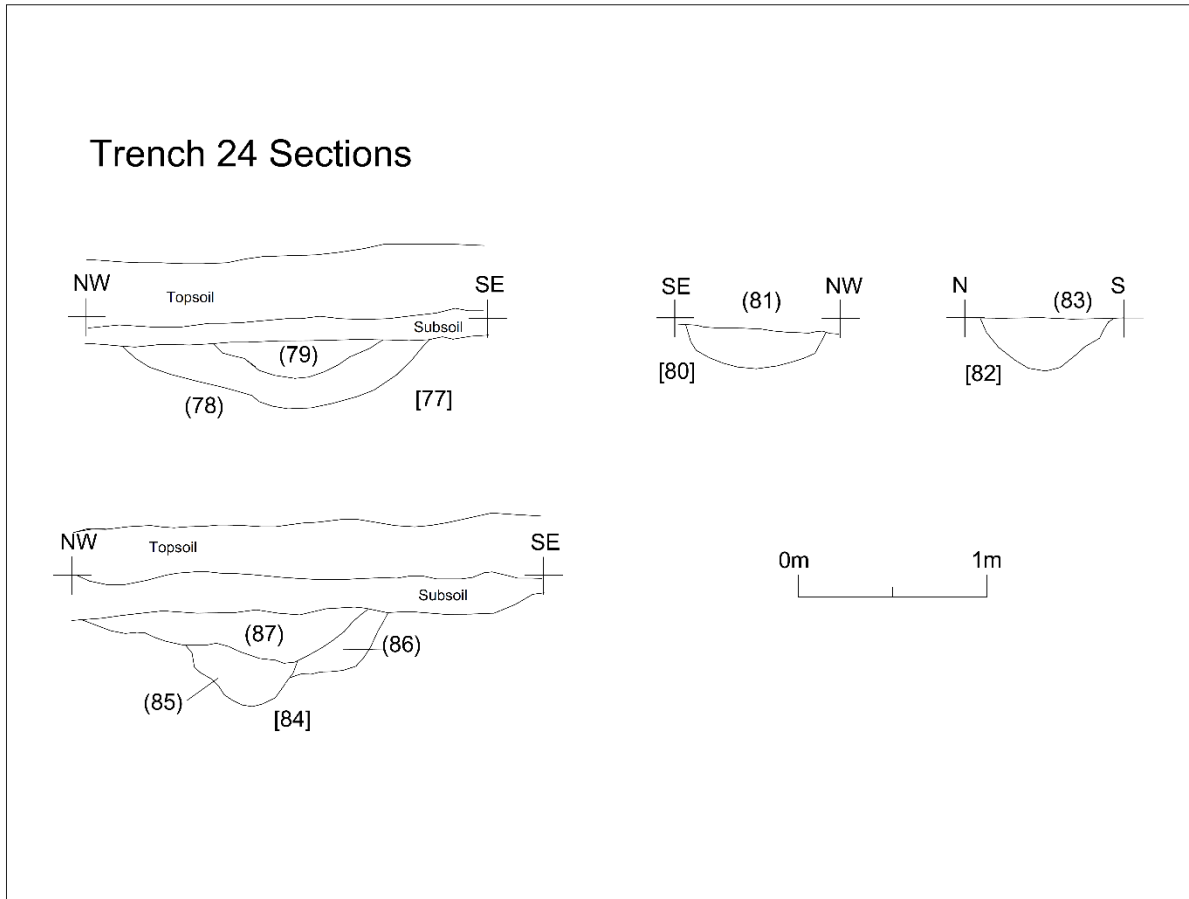 Trench 24 Sections
NW
SE
Topsoil
Subsoil
(79)
(78)
[77]
SE
(81)
NW
[80]
N
(83)
S
[82]
NW
Topsoil
SE
Subsoil
(87)
(86)
(85)
[84]
0m 1m